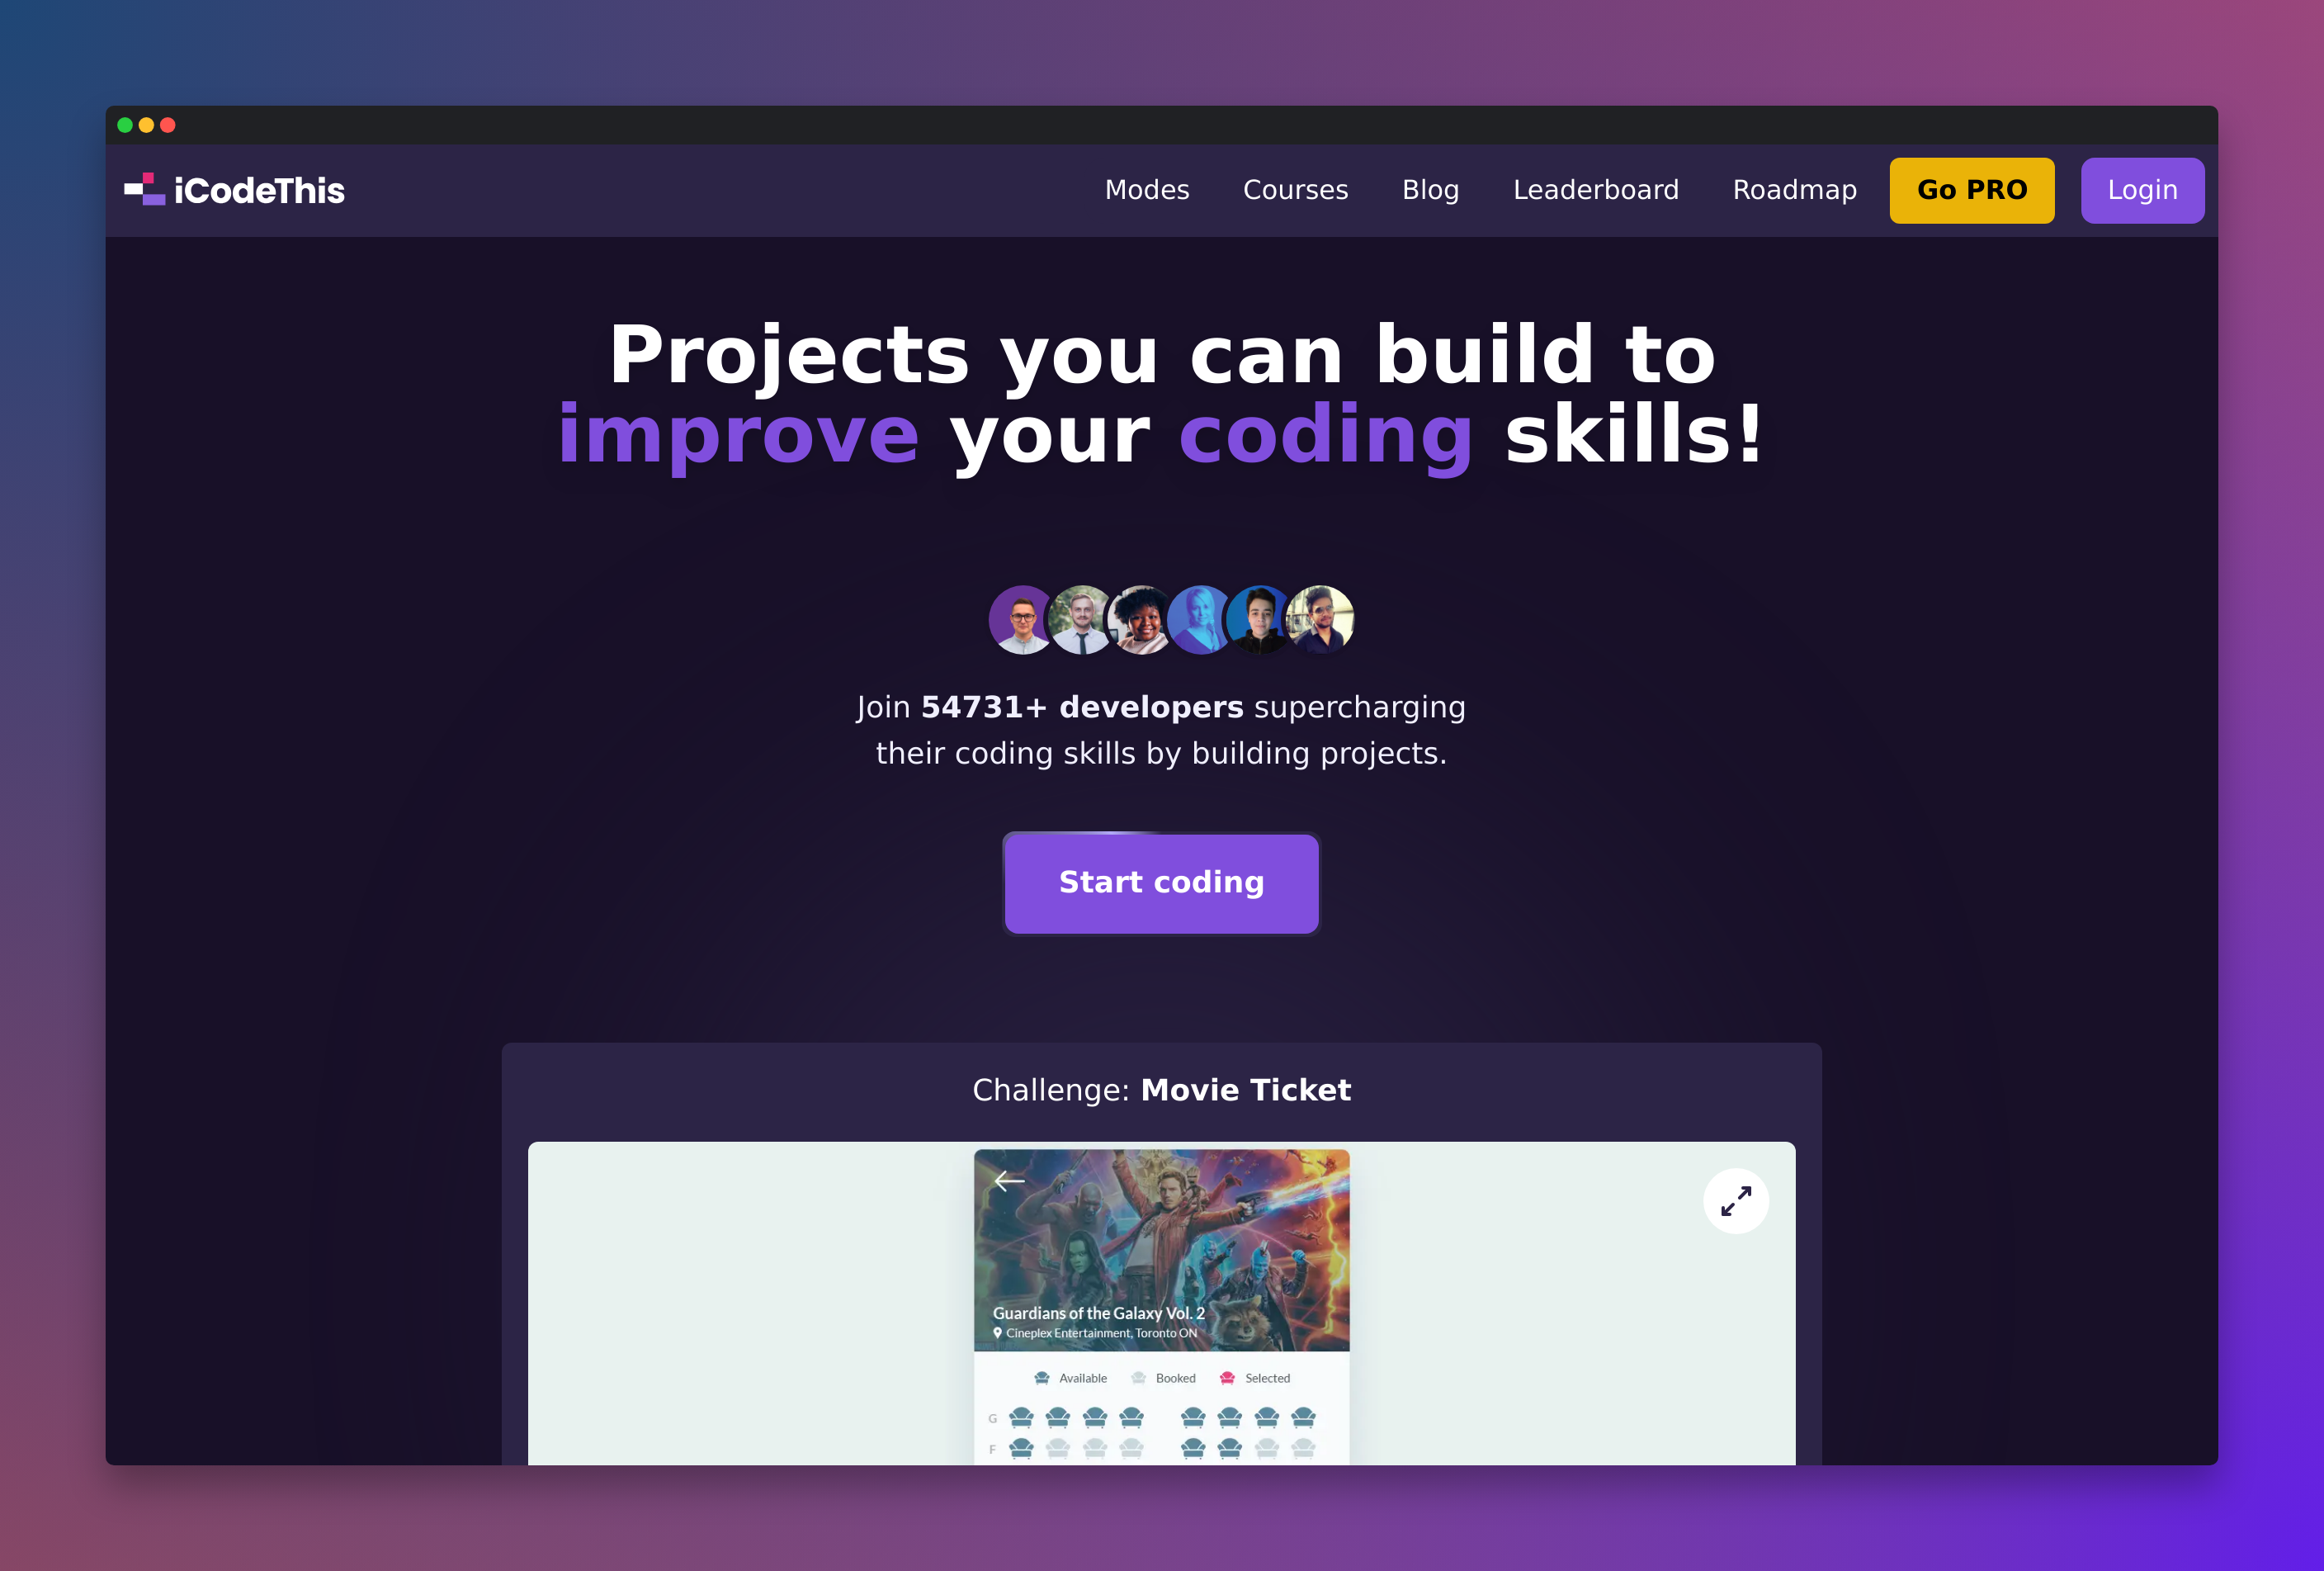 iCodeThis
Modes Courses Blog Leaderboard Roadmap Go PRO Login
Projects you can build to
improve your coding skills!
Join 54731+ developers supercharging
their coding skills by building projects.
Start coding
Challenge: Movie Ticket
Guardians of the Galaxy Vol. 2
Cineplex Entertainment, Toronto ON
Available Booked Selected
G
F